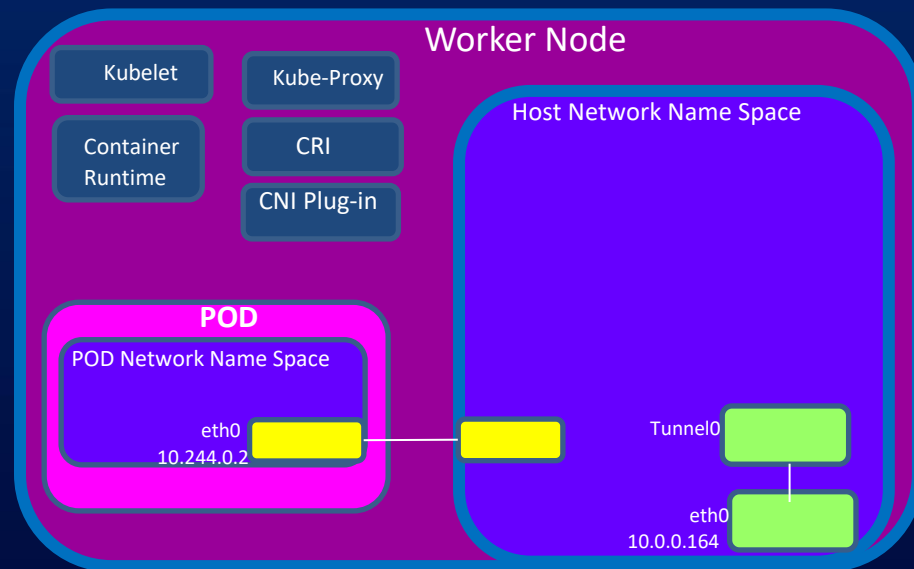 Worker Node
Kubelet
Kube-Proxy
Container
Runtime
CRI
CNI Plug-in
Host Network Name Space
POD
POD Network Name Space
eth0
10.244.0.2
Tunnel0
eth0
10.0.0.164